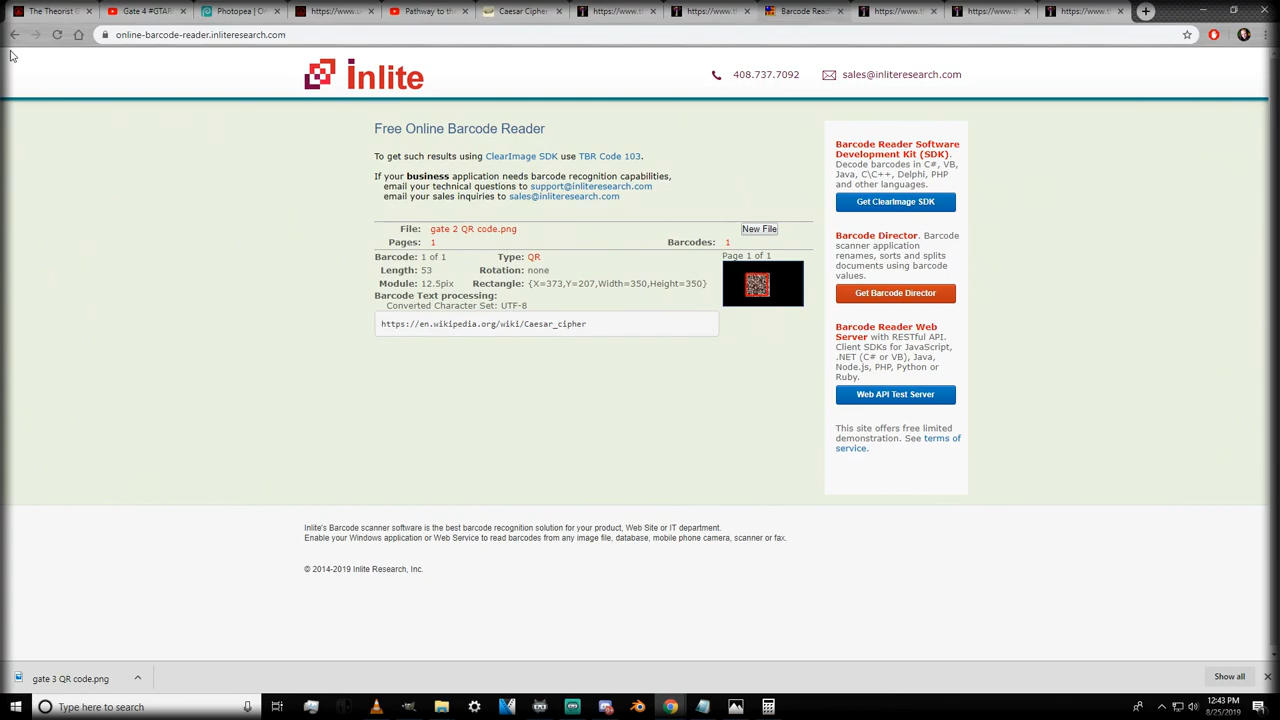 The Theorist G
Gate 4 #GTAR
Photopea | O
https://www.u
Pathway to the
Caesar Cipher
https://www.t
https://www.t
Barcode Read
https://www.t
https://www.t
https://www.t
online-barcode-reader.inliteresearch.com
inlite
408.737.7092
sales@inliteresearch.com
Free Online Barcode Reader
To get such results using ClearImage SDK use TBR Code 103.
If your business application needs barcode recognition capabilities,
email your technical questions to support@inliteresearch.com
email your sales inquiries to sales@inliteresearch.com
File: gate 2 QR code.png
New File
Pages: 1
Barcodes: 1
Barcode: 1 of 1 Type: QR
Page 1 of 1
Length: 53 Rotation: none
Module: 12.5pix Rectangle: {X=373,Y=207,Width=350,Height=350}
Barcode Text processing:
Converted Character Set: UTF-8
https://en.wikipedia.org/wiki/Caesar_cipher
Barcode Reader Software
Development Kit (SDK).
Decode barcodes in C#, VB,
Java, C\C++, Delphi, PHP
and other languages.
Get ClearImage SDK
Barcode Director. Barcode
scanner application
renames, sorts and splits
documents using barcode
values.
Get Barcode Director
Barcode Reader Web
Server with RESTful API.
Client SDKs for JavaScript,
.NET (C# or VB), Java,
Node.js, PHP, Python or
Ruby.
Web API Test Server
This site offers free limited
demonstration. See terms of
service.
Inlite's Barcode scanner software is the best barcode recognition solution for your product, Web Site or IT department.
Enable your Windows application or Web Service to read barcodes from any image file, database, mobile phone camera, scanner or fax.
© 2014-2019 Inlite Research, Inc.
gate 3 QR code.png
Show all
Type here to search
12:43 PM
8/25/2019